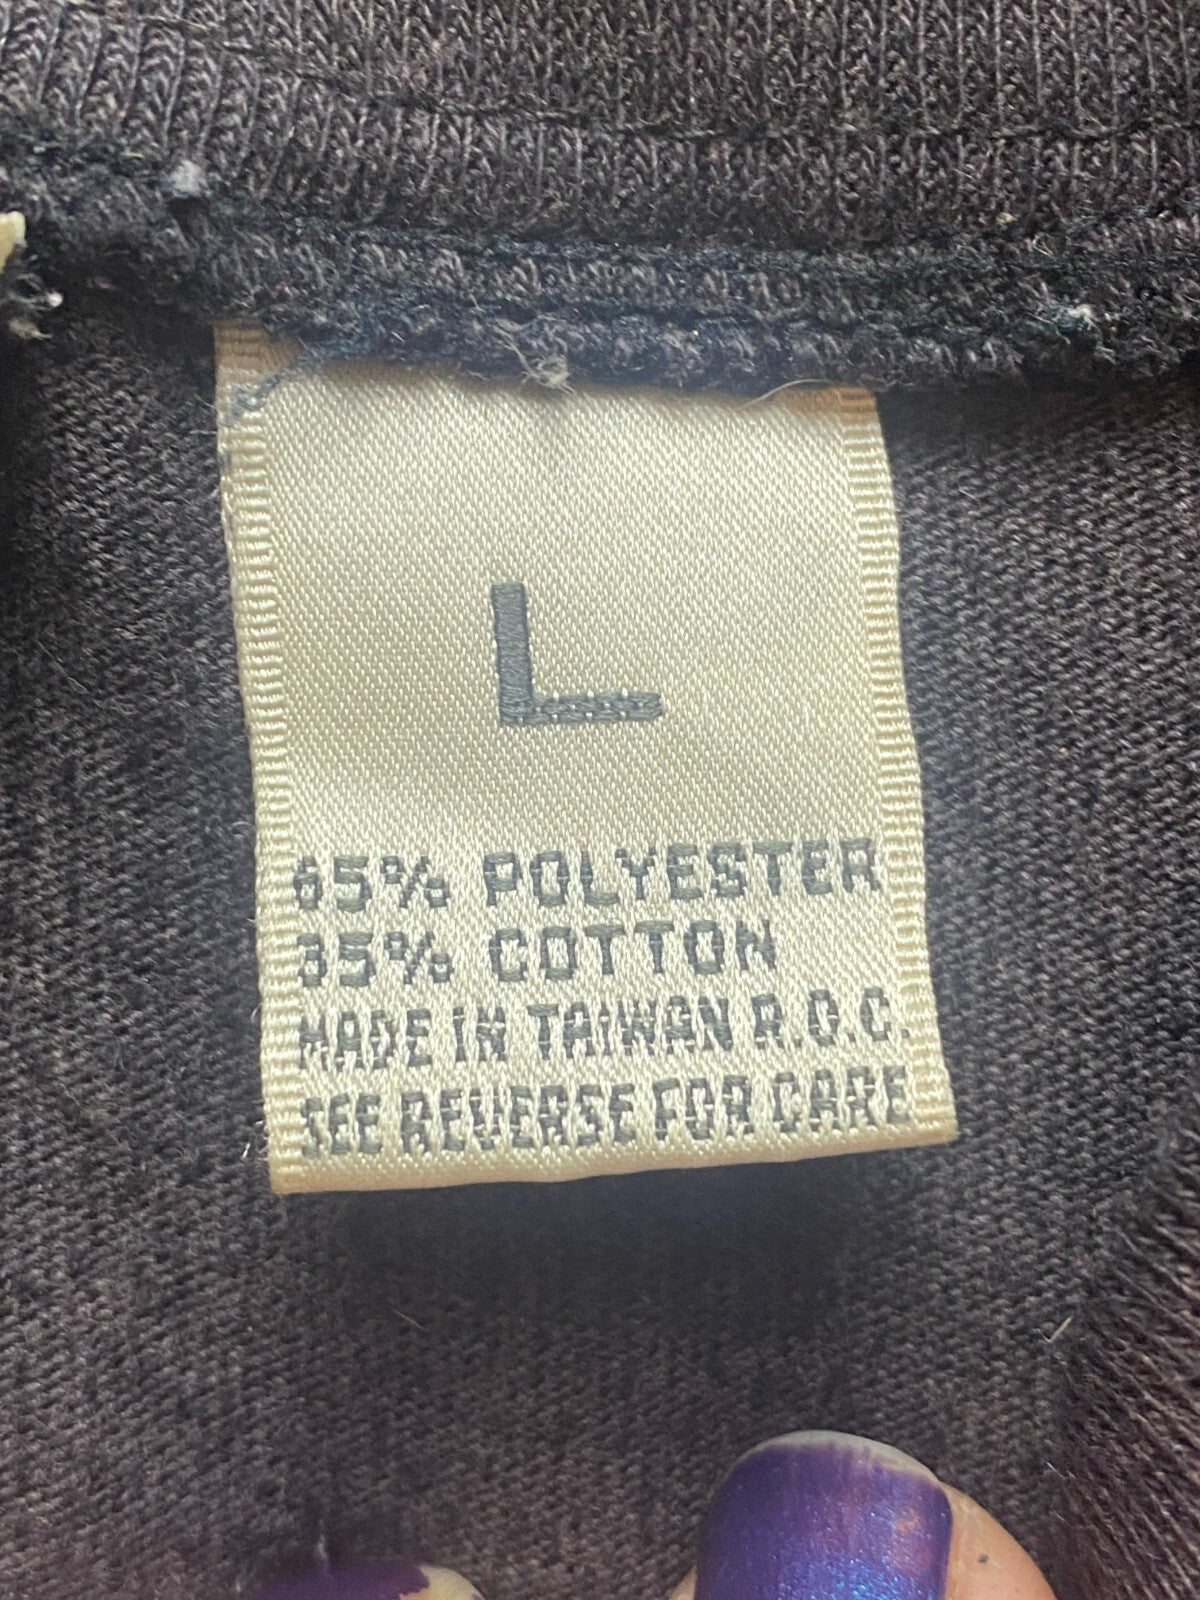 L
65% POLYESTER
35% COTTON
MADE IN TAIWAN R.O.C.
SEE REVERSE FOR CARE